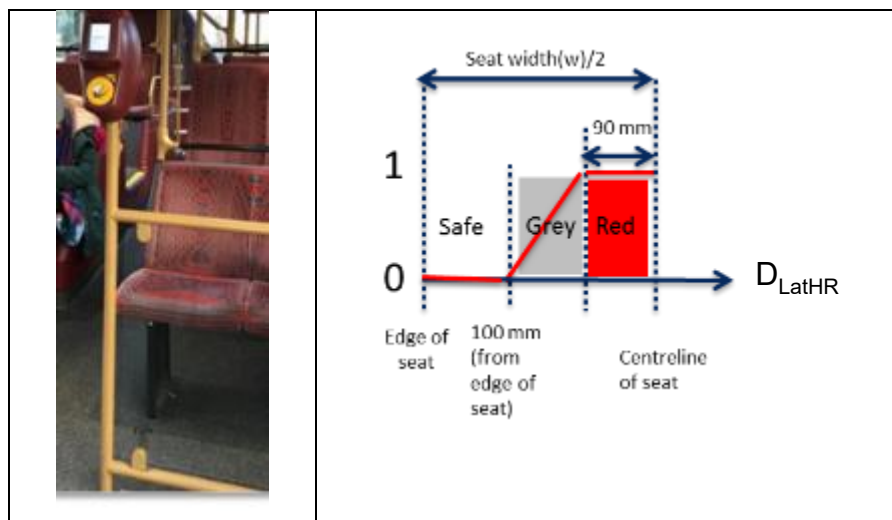 Seat width(w)/2
90 mm
1
Safe
Grey
Red
0
D_LatHR
Edge of
seat
100 mm
(from
edge of
seat)
Centreline
of seat